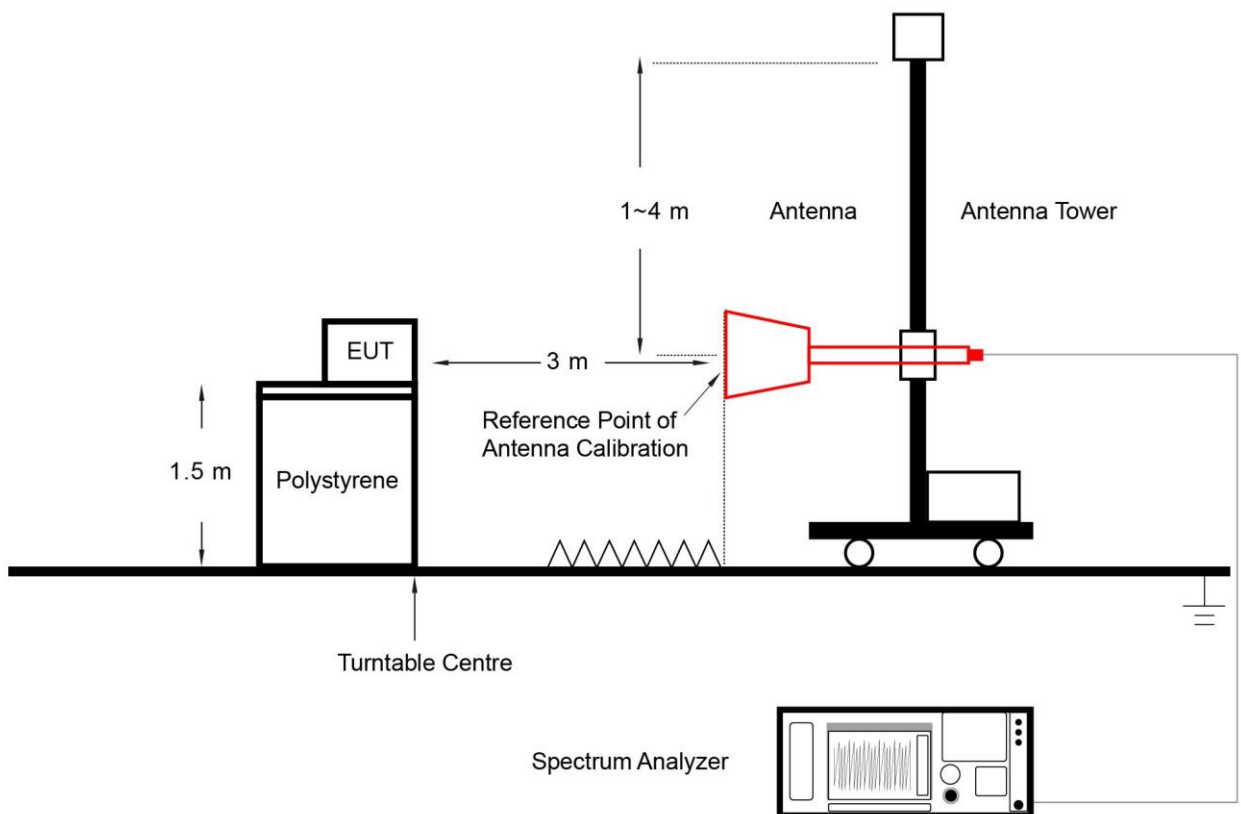 1~4 m
Antenna
Antenna Tower
EUT
3 m
Reference Point of
Antenna Calibration
1.5 m
Polystyrene
Turntable Centre
Spectrum Analyzer